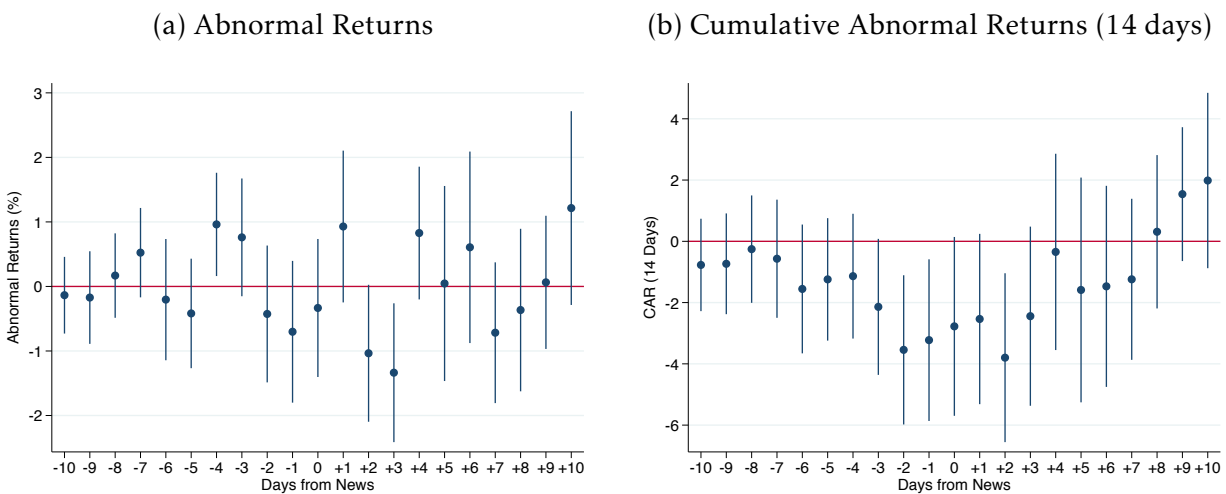 (a) Abnormal Returns
3
2
1
0
-1
-2
Abnormal Returns (%)
-10 -9 -8 -7 -6 -5 -4 -3 -2 -1 0 +1 +2 +3 +4 +5 +6 +7 +8 +9 +10
Days from News
(b) Cumulative Abnormal Returns (14 days)
4
2
0
-2
-4
-6
CAR (14 Days)
-10 -9 -8 -7 -6 -5 -4 -3 -2 -1 0 +1 +2 +3 +4 +5 +6 +7 +8 +9 +10
Days from News